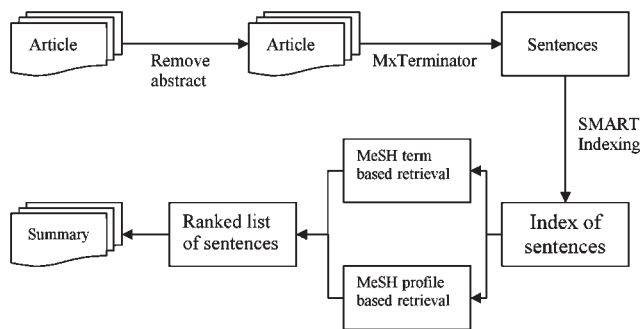 Article
Remove
abstract
Article
MxTerminator
Sentences
SMART
Indexing
MeSH term
based retrieval
Summary
Ranked list
of sentences
Index of
sentences
MeSH profile
based retrieval